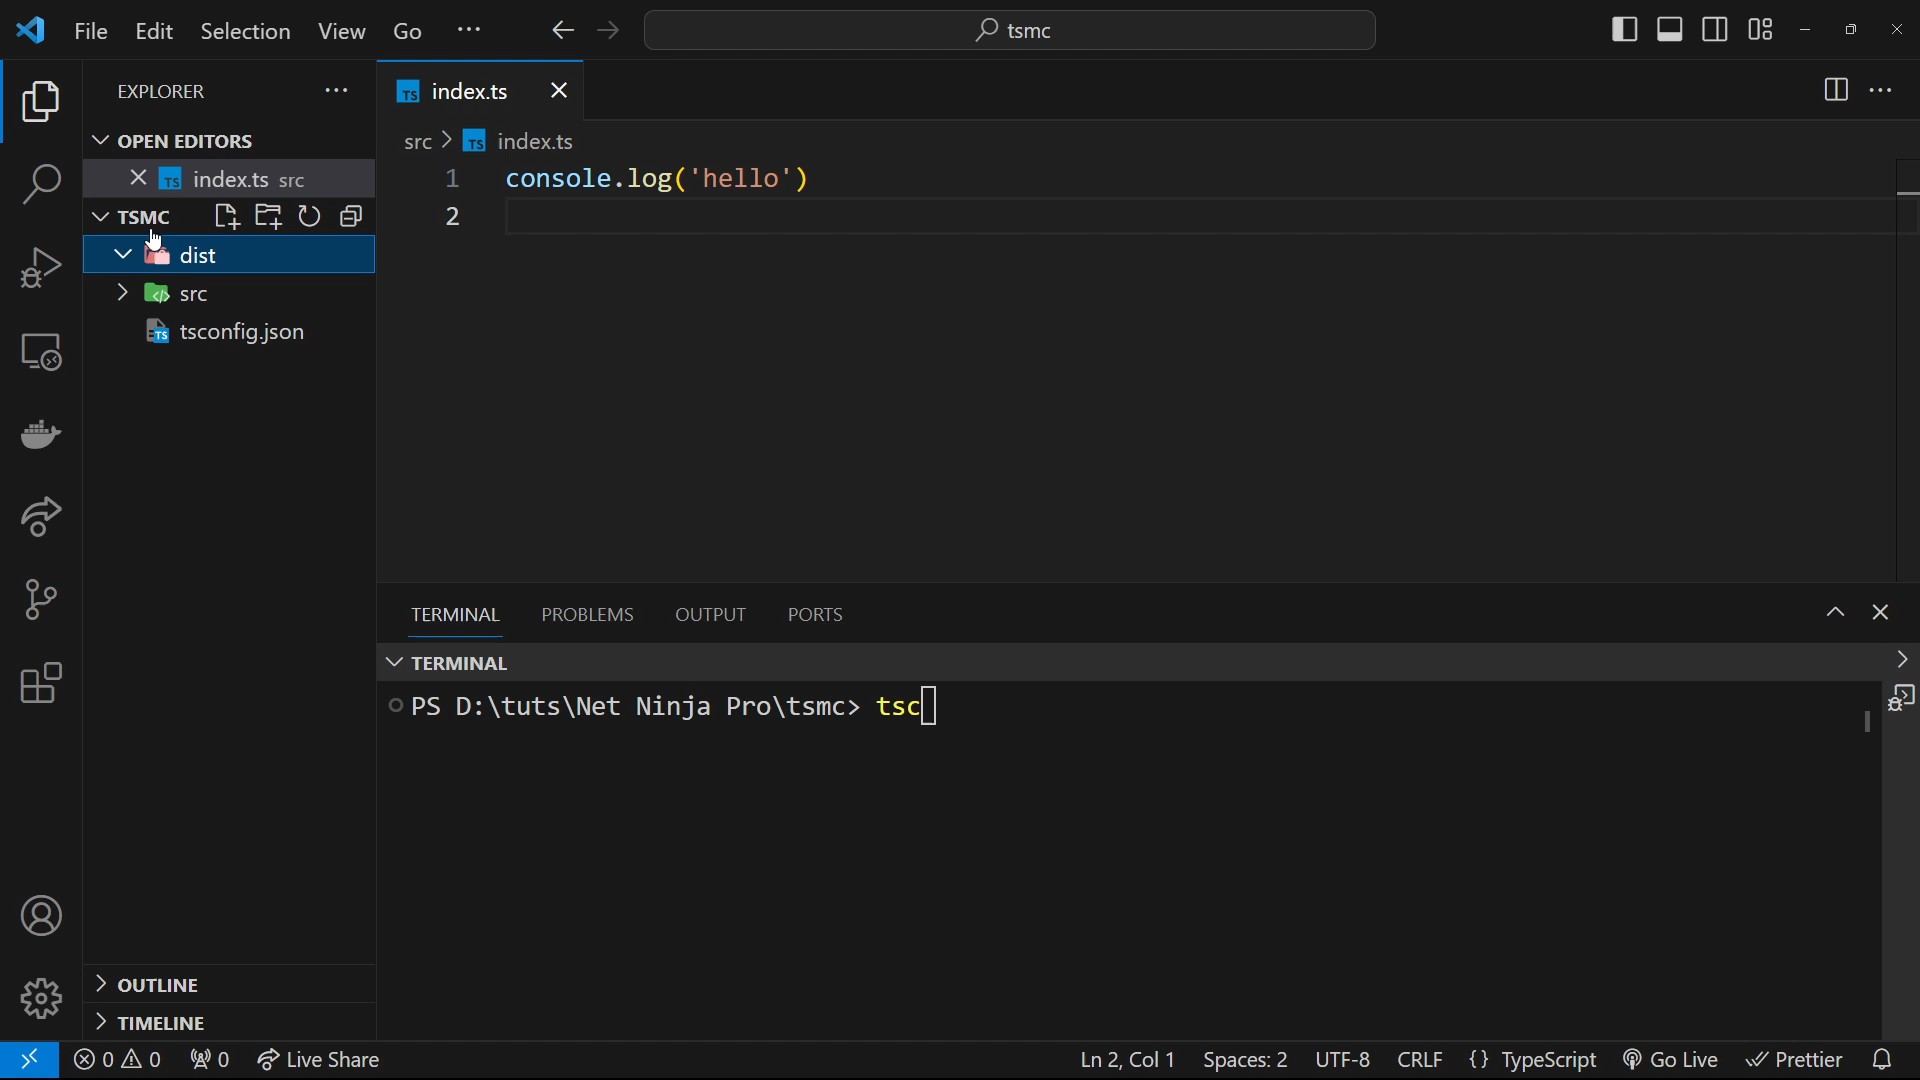 File Edit Selection View Go ··· tsmc
EXPLORER ···
OPEN EDITORS
index.ts src
TSMC
dist
src
tsconfig.json
OUTLINE
TIMELINE
TS index.ts
src > TS index.ts
1 console.log('hello')
2
TERMINAL PROBLEMS OUTPUT PORTS
TERMINAL
PS D:\tuts\Net Ninja Pro\tsmc> tsc
0 0 0 Live Share Ln 2, Col 1 Spaces: 2 UTF-8 CRLF {} TypeScript Go Live Prettier